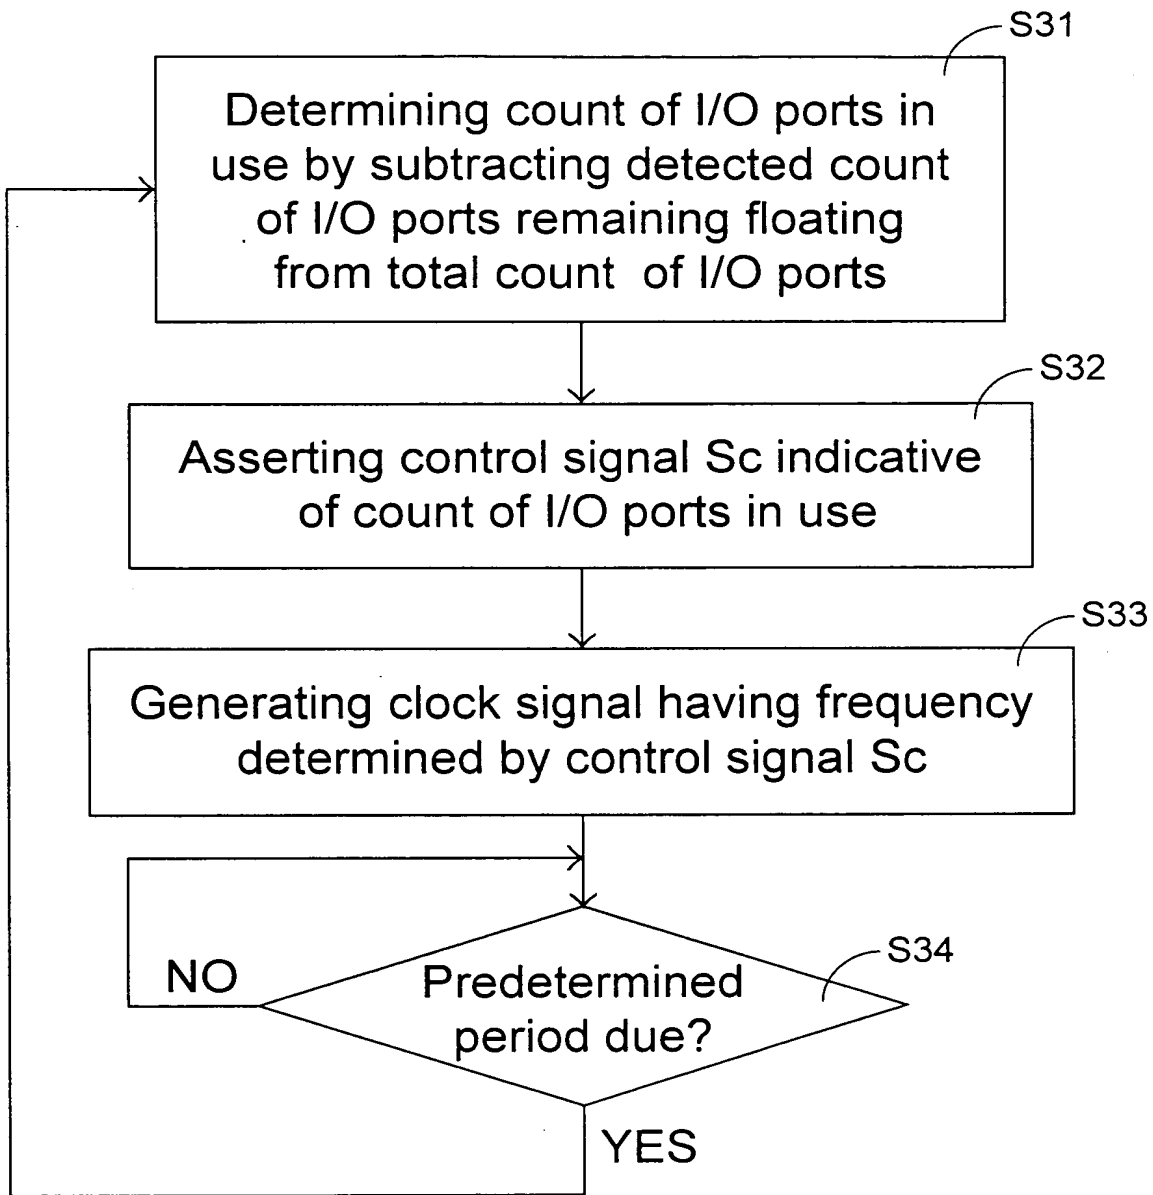 S31
Determining count of I/O ports in
use by subtracting detected count
of I/O ports remaining floating
from total count of I/O ports
S32
Asserting control signal Sc indicative
of count of I/O ports in use
S33
Generating clock signal having frequency
determined by control signal Sc
S34
NO
Predetermined
period due?
YES